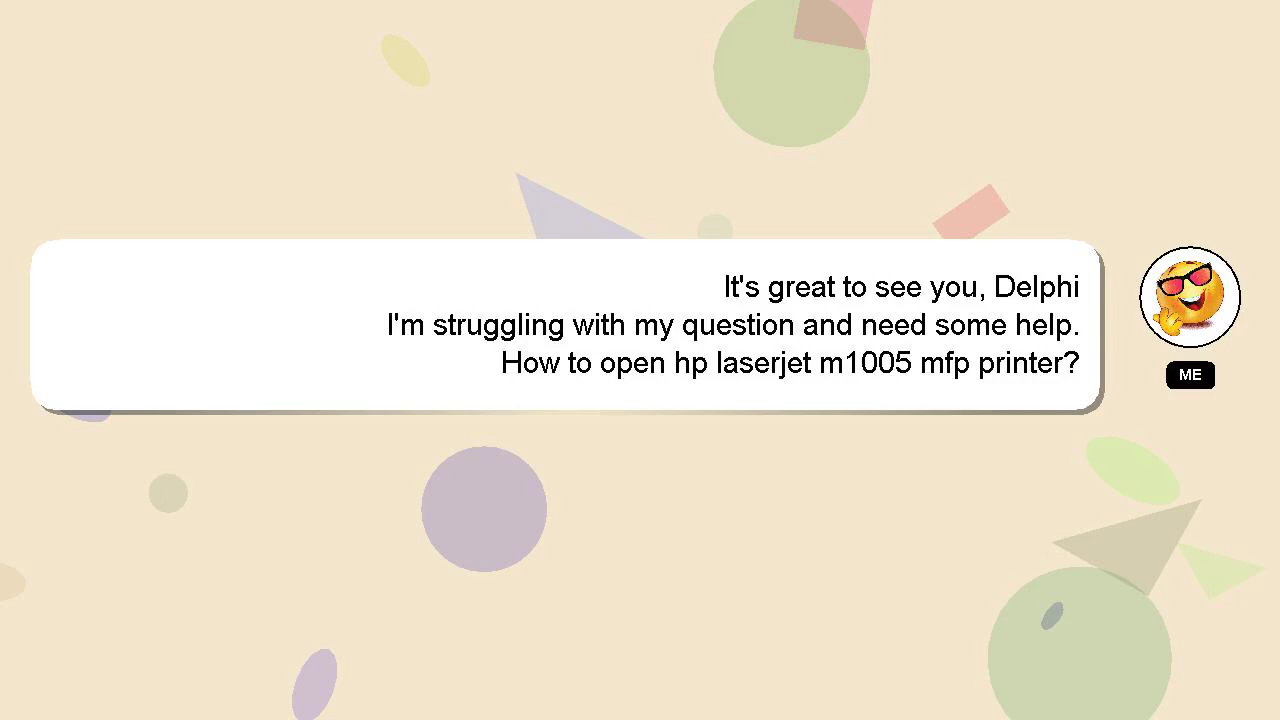 It's great to see you, Delphi
I'm struggling with my question and need some help.
How to open hp laserjet m1005 mfp printer?
ME